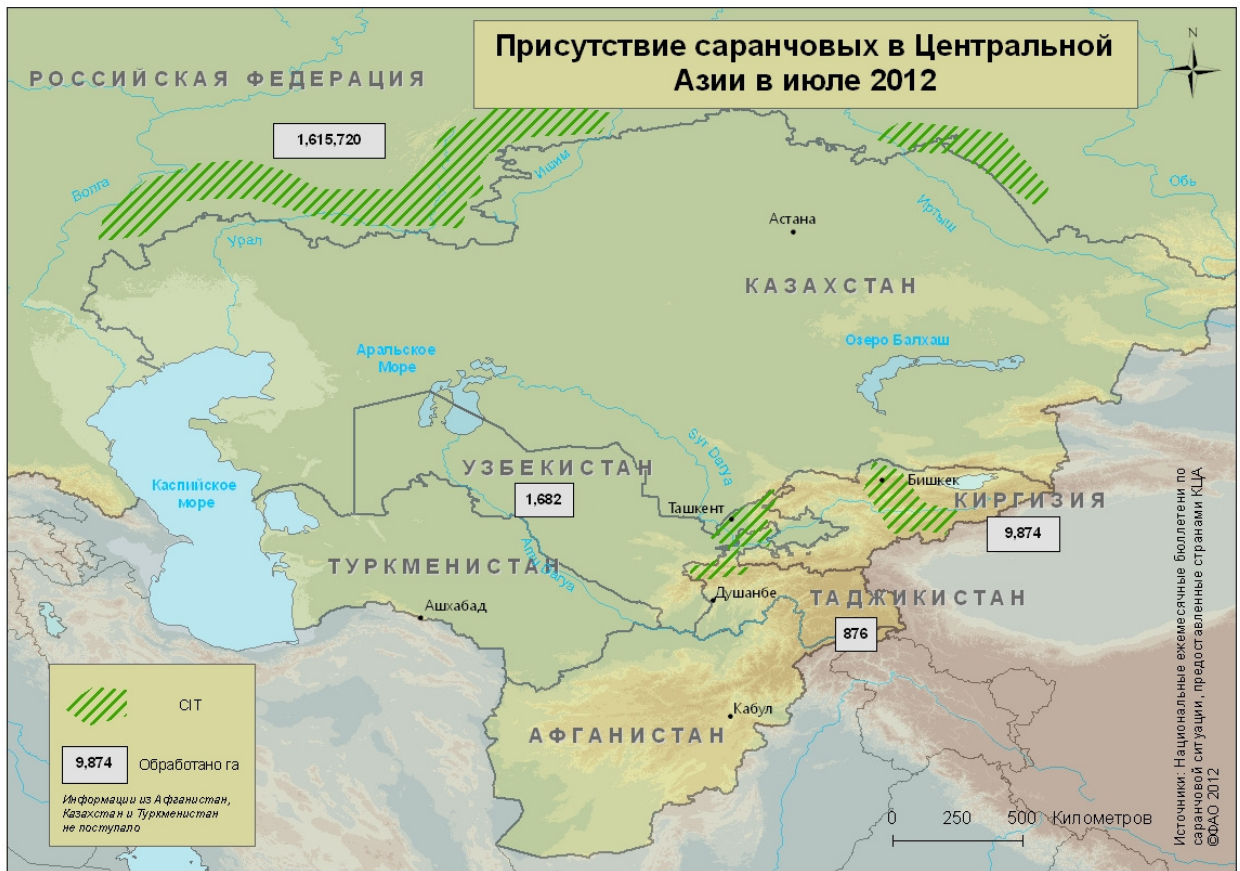 Присутствие саранчовых в Центральной
Азии в июле 2012
N
РОССИЙСКАЯ ФЕДЕРАЦИЯ
1,615,720
Волга
Урал
Ишим
Иртыш
Обь
Астана
КАЗАХСТАН
Аральское
Море
Озеро Балхаш
Syr Darya
УЗБЕКИСТАН
1,682
Каспийское
море
Ташкент
Бишкек
КИРГИЗИЯ
9,874
ТУРКМЕНИСТАН
Amu Darya
Ашхабад
Душанбе
ТАДЖИКИСТАН
876
Кабул
АФГАНИСТАН
CIT
9,874 Обработано га
Информации из Афганистан,
Казахстан и Туркменистан
не поступало
0 250 500 Километров
Источники: Национальные ежемесячные бюллетени по
саранчовой ситуации, предоставленные странами КЦА
©ФАО 2012